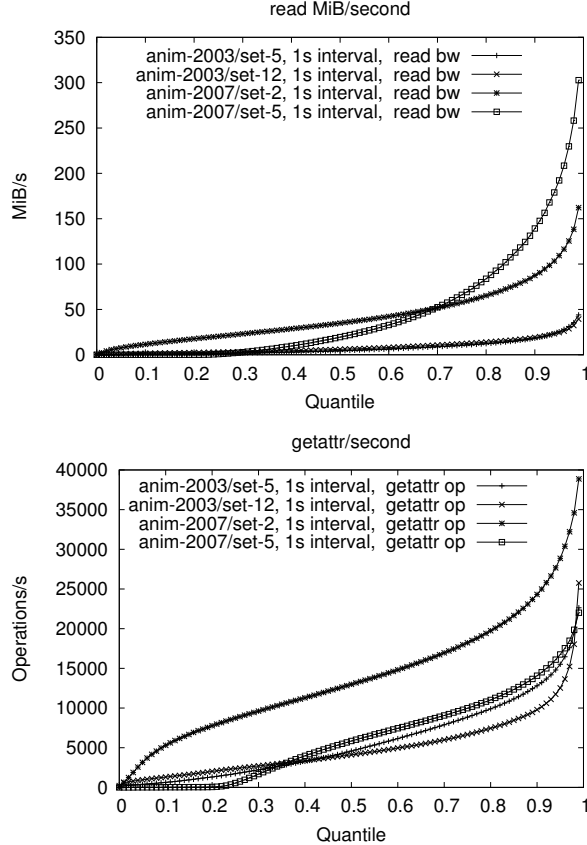 read MiB/second
350
300
250
200
150
100
50
0
MiB/s
anim-2003/set-5, 1s interval, read bw
anim-2003/set-12, 1s interval, read bw
anim-2007/set-2, 1s interval, read bw
anim-2007/set-5, 1s interval, read bw
0 0.1 0.2 0.3 0.4 0.5 0.6 0.7 0.8 0.9 1
Quantile
getattr/second
40000
35000
30000
25000
20000
15000
10000
5000
0
Operations/s
anim-2003/set-5, 1s interval, getattr op
anim-2003/set-12, 1s interval, getattr op
anim-2007/set-2, 1s interval, getattr op
anim-2007/set-5, 1s interval, getattr op
0 0.1 0.2 0.3 0.4 0.5 0.6 0.7 0.8 0.9 1
Quantile